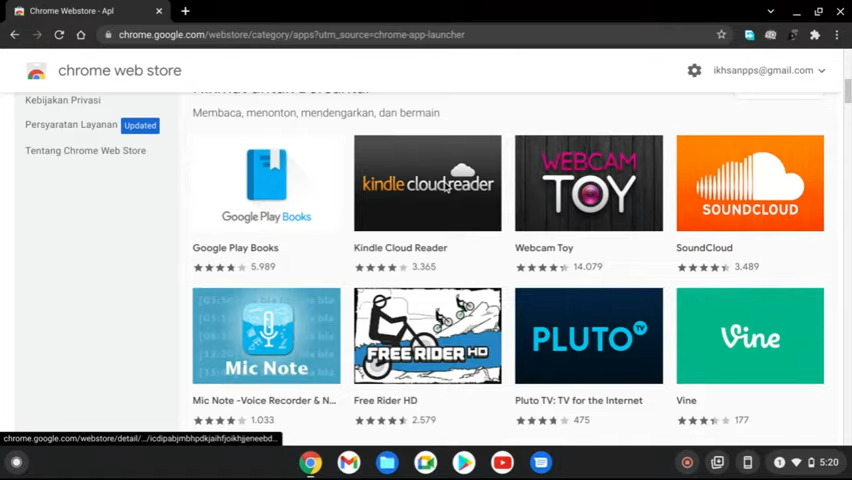 Chrome Webstore - Apl
chrome.google.com/webstore/category/apps?utm_source=chrome-app-launcher
chrome web store
ikhsanpps@gmail.com
Kebijakan Privasi
Persyaratan Layanan Updated
Tentang Chrome Web Store
Membaca, menonton, mendengarkan, dan bermain
Google Play Books
kindle cloud reader
WEBCAM
TOY
SOUNDCLOUD
Google Play Books
5.989
Kindle Cloud Reader
3.365
Webcam Toy
14.079
SoundCloud
3.489
Mic Note
FREE RIDER HD
PLUTO TV
Vine
Mic Note -Voice Recorder & N...
1.033
Free Rider HD
2.579
Pluto TV: TV for the Internet
475
Vine
177
chrome.google.com/webstore/detail/.../icdipabjmbhpdkjaihfjoikhjjeneebd...
1
5:20